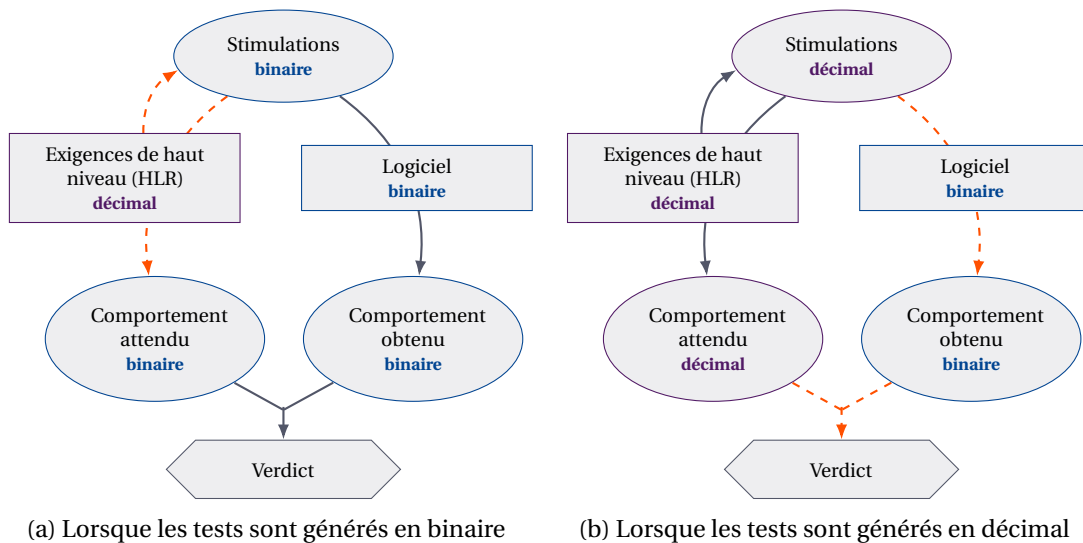 Stimulations
binaire
Exigences de haut
niveau (HLR)
décimal
Logiciel
binaire
Comportement
attendu
binaire
Comportement
obtenu
binaire
Verdict
(a) Lorsque les tests sont générés en binaire
Stimulations
décimal
Exigences de haut
niveau (HLR)
décimal
Logiciel
binaire
Comportement
attendu
décimal
Comportement
obtenu
binaire
Verdict
(b) Lorsque les tests sont générés en décimal